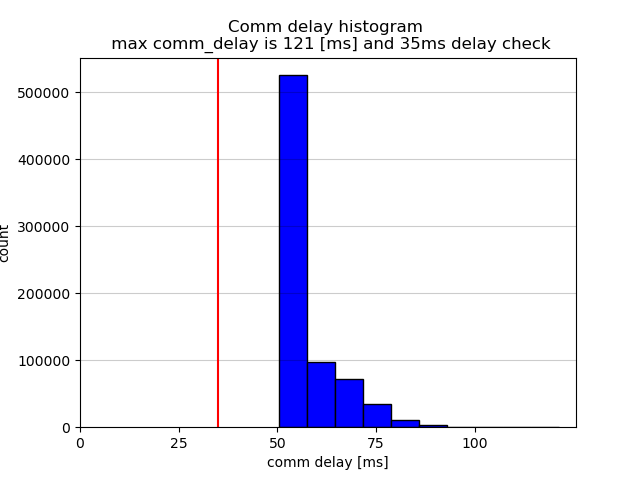 Comm delay histogram
max comm_delay is 121 [ms] and 35ms delay check
500000
400000
300000
200000
100000
0
count
0 25 50 75 100
comm delay [ms]